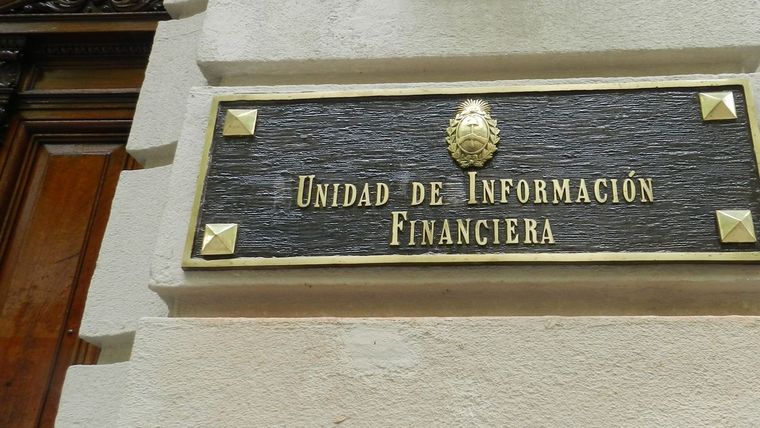 Unidad de Información
Financiera